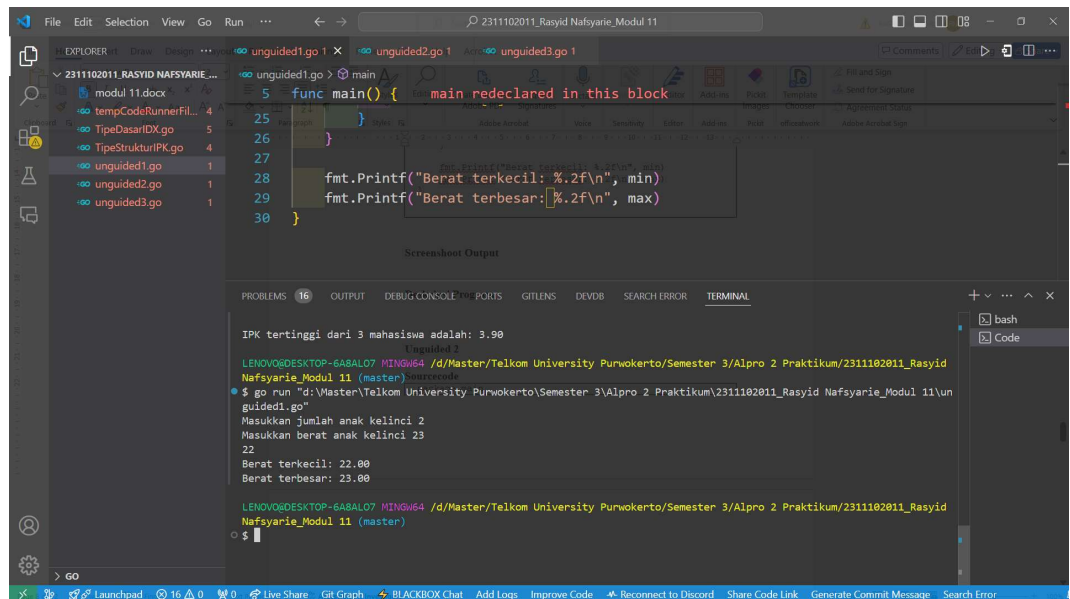 File Edit Selection View Go Run ··· ← → 2311102011_Rasyid Nafsyarie_Modul 11
EXPLORER ···
unguided1.go 1 × unguided2.go 1 unguided3.go 1
2311102011_RASYID NAFSYARIE_...
modul 11.docx
tempCodeRunnerFil... 4
TipeDasarIDX.go 5
TipeStrukturIPK.go 4
unguided1.go 1
unguided2.go 1
unguided3.go 1
> GO
unguided1.go > main
5 func main() { main redeclared in this block
25 }
26 }
27
28 fmt.Printf("Berat terkecil: %.2f\n", min)
29 fmt.Printf("Berat terbesar: %.2f\n", max)
30 }
Screenshoot Output
Unguided 2
Sourcecode
PROBLEMS 16 OUTPUT DEBUG CONSOLE PORTS GITLENS DEVDB SEARCH ERROR TERMINAL
bash
Code
IPK tertinggi dari 3 mahasiswa adalah: 3.90
LENOVO@DESKTOP-6A8ALO7 MINGW64 /d/Master/Telkom University Purwokerto/Semester 3/Alpro 2 Praktikum/2311102011_Rasyid
Nafsyarie_Modul 11 (master)
$ go run "d:\Master\Telkom University Purwokerto\Semester 3\Alpro 2 Praktikum\2311102011_Rasyid Nafsyarie_Modul 11\un
guided1.go"
Masukkan jumlah anak kelinci 2
Masukkan berat anak kelinci 23
22
Berat terkecil: 22.00
Berat terbesar: 23.00
LENOVO@DESKTOP-6A8ALO7 MINGW64 /d/Master/Telkom University Purwokerto/Semester 3/Alpro 2 Praktikum/2311102011_Rasyid
Nafsyarie_Modul 11 (master)
$
Launchpad 16 0 0 Live Share Git Graph BLACKBOX Chat Add Logs Improve Code Reconnect to Discord Share Code Link Generate Commit Message Search Error